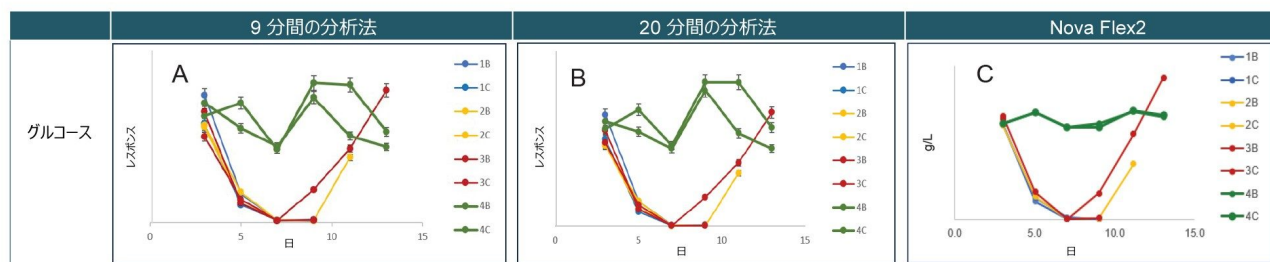 9 分間の分析法
20 分間の分析法
Nova Flex2
グルコース
A
レスポンス
0
5
10
15
日
1B
1C
2B
2C
3B
3C
4B
4C
B
レスポンス
0
5
10
15
日
1B
1C
2B
2C
3B
3C
4B
4C
C
g/L
0.0
5.0
10.0
15.0
日
1B
1C
2B
2C
3B
3C
4B
4C